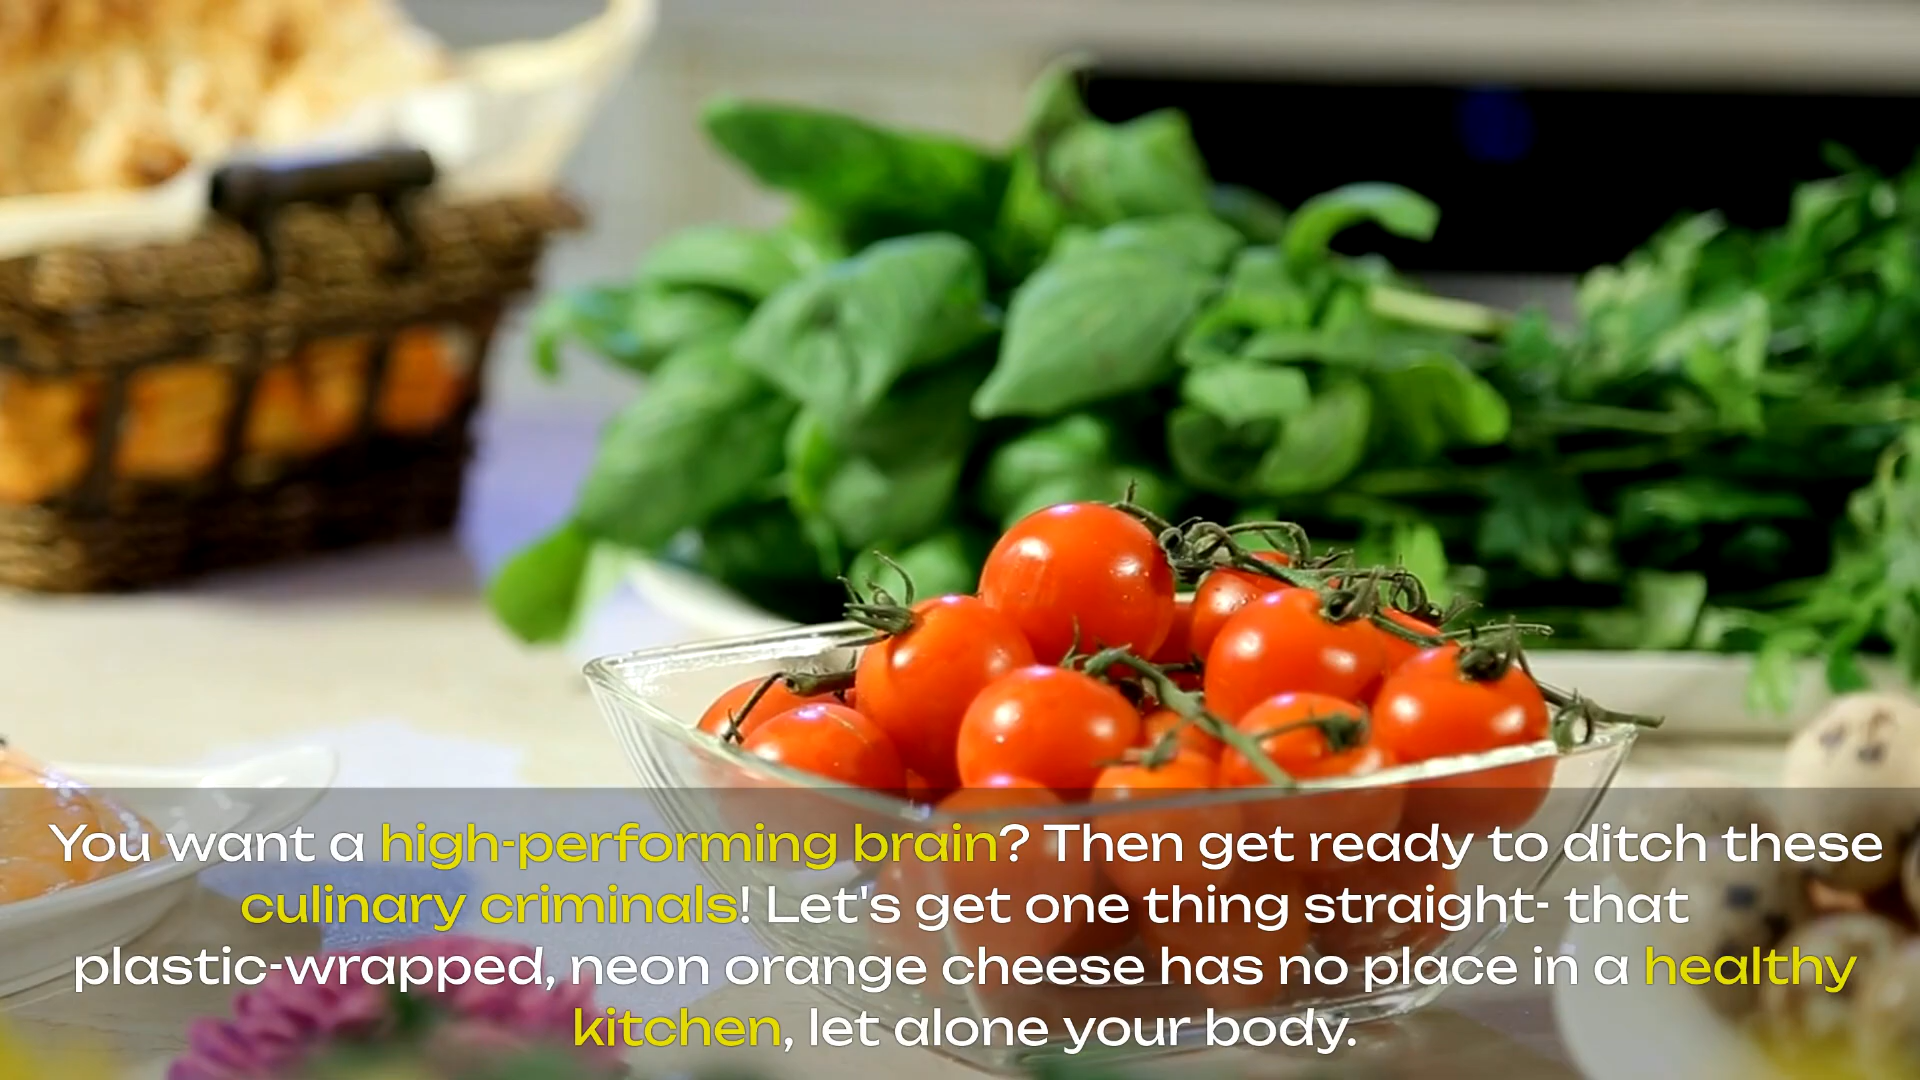 You want a high-performing brain? Then get ready to ditch these
culinary criminals! Let's get one thing straight- that
plastic-wrapped, neon orange cheese has no place in a healthy
kitchen, let alone your body.